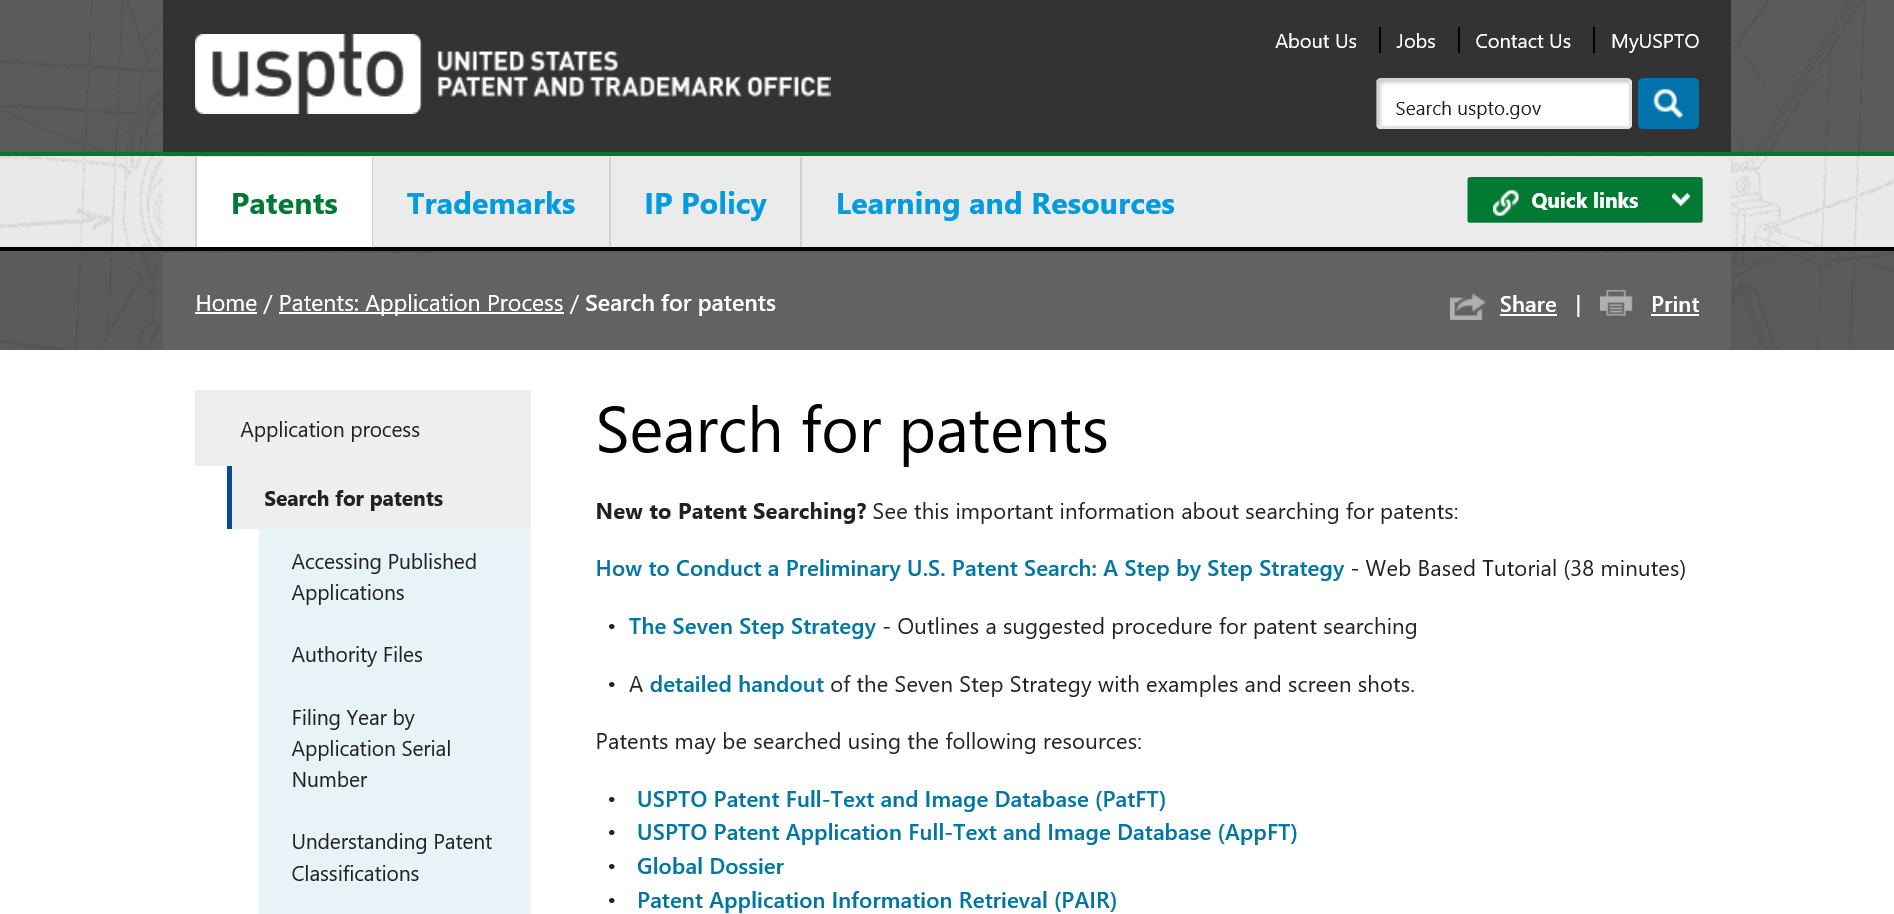 About Us
Jobs
Contact Us
MyUSPTO
uspto
UNITED STATES
PATENT AND TRADEMARK OFFICE
Search uspto.gov
Patents
Trademarks
IP Policy
Learning and Resources
Quick links
Home / Patents: Application Process / Search for patents
Share | Print
Application process
Search for patents
Accessing Published
Applications
Authority Files
Filing Year by
Application Serial
Number
Understanding Patent
Classifications
Search for patents
New to Patent Searching? See this important information about searching for patents:
How to Conduct a Preliminary U.S. Patent Search: A Step by Step Strategy - Web Based Tutorial (38 minutes)
• The Seven Step Strategy - Outlines a suggested procedure for patent searching
• A detailed handout of the Seven Step Strategy with examples and screen shots.
Patents may be searched using the following resources:
• USPTO Patent Full-Text and Image Database (PatFT)
• USPTO Patent Application Full-Text and Image Database (AppFT)
• Global Dossier
• Patent Application Information Retrieval (PAIR)